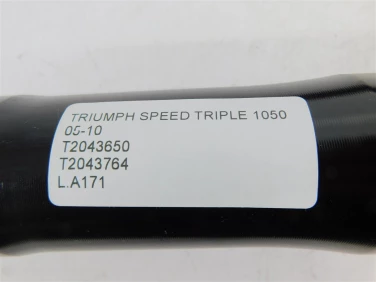 TRIUMPH SPEED TRIPLE 1050
05-10
T2043650
T2043764
L.A171